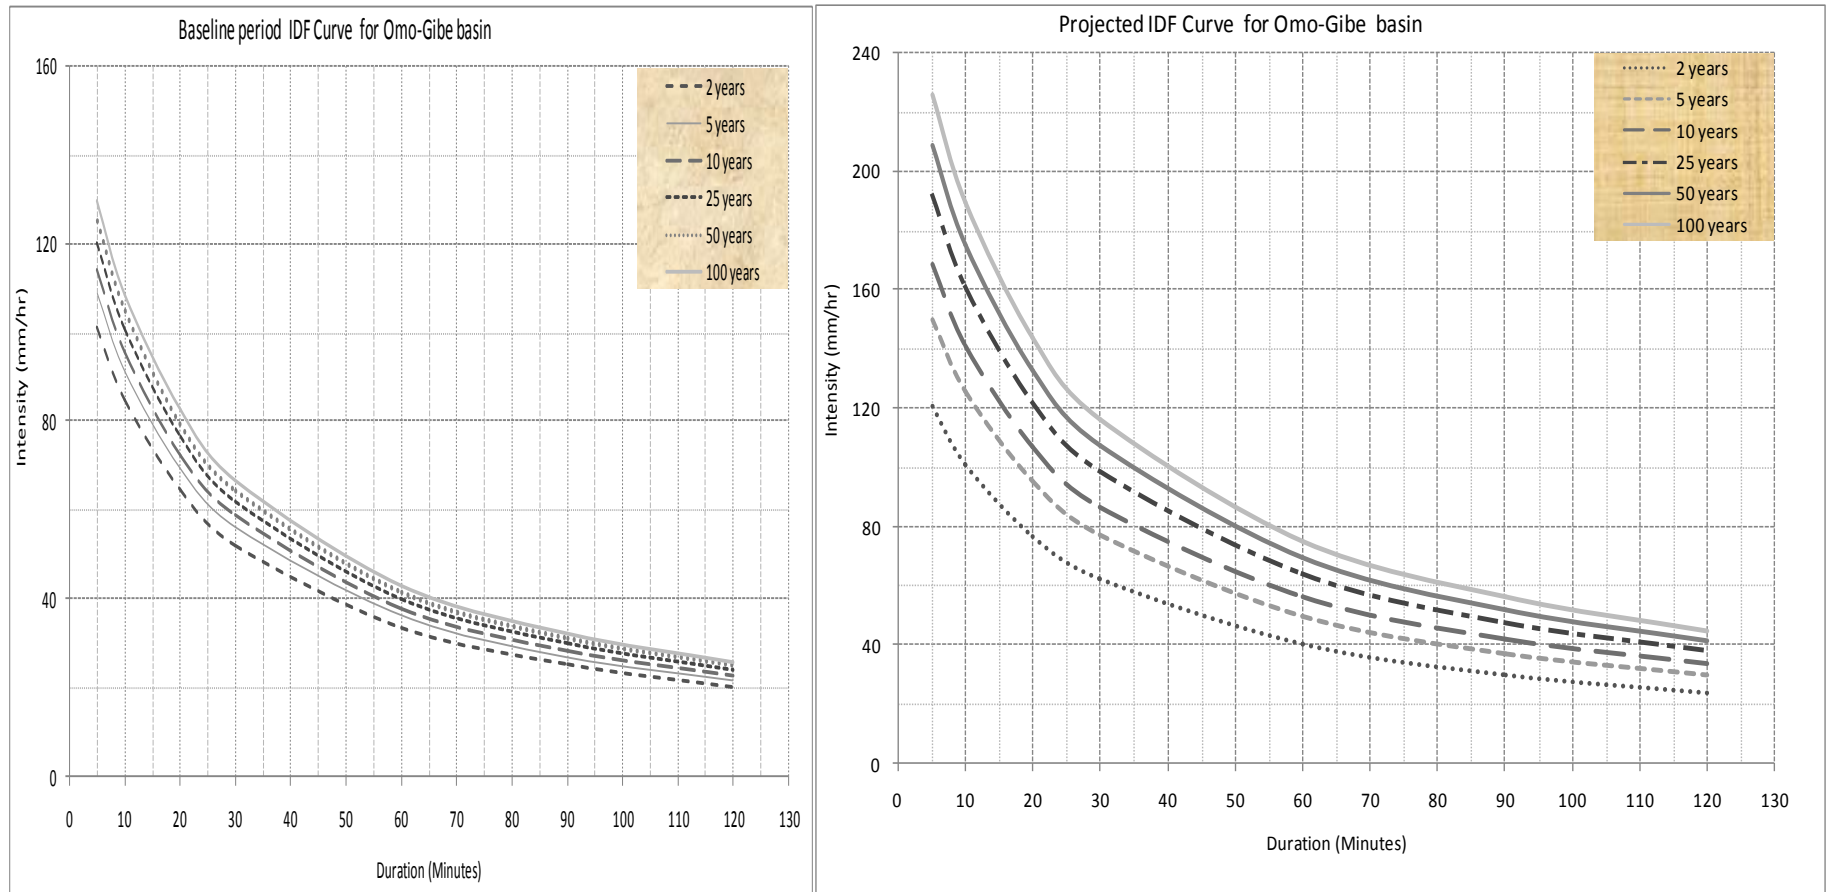 Baseline period IDF Curve for Omo-Gibe basin
160
120
80
40
0
Intensity (mm/hr)
0 10 20 30 40 50 60 70 80 90 100 110 120 130
Duration (Minutes)
2 years
5 years
10 years
25 years
50 years
100 years
Projected IDF Curve for Omo-Gibe basin
240
200
160
120
80
40
0
Intensity (mm/hr)
0 10 20 30 40 50 60 70 80 90 100 110 120 130
Duration (Minutes)
2 years
5 years
10 years
25 years
50 years
100 years